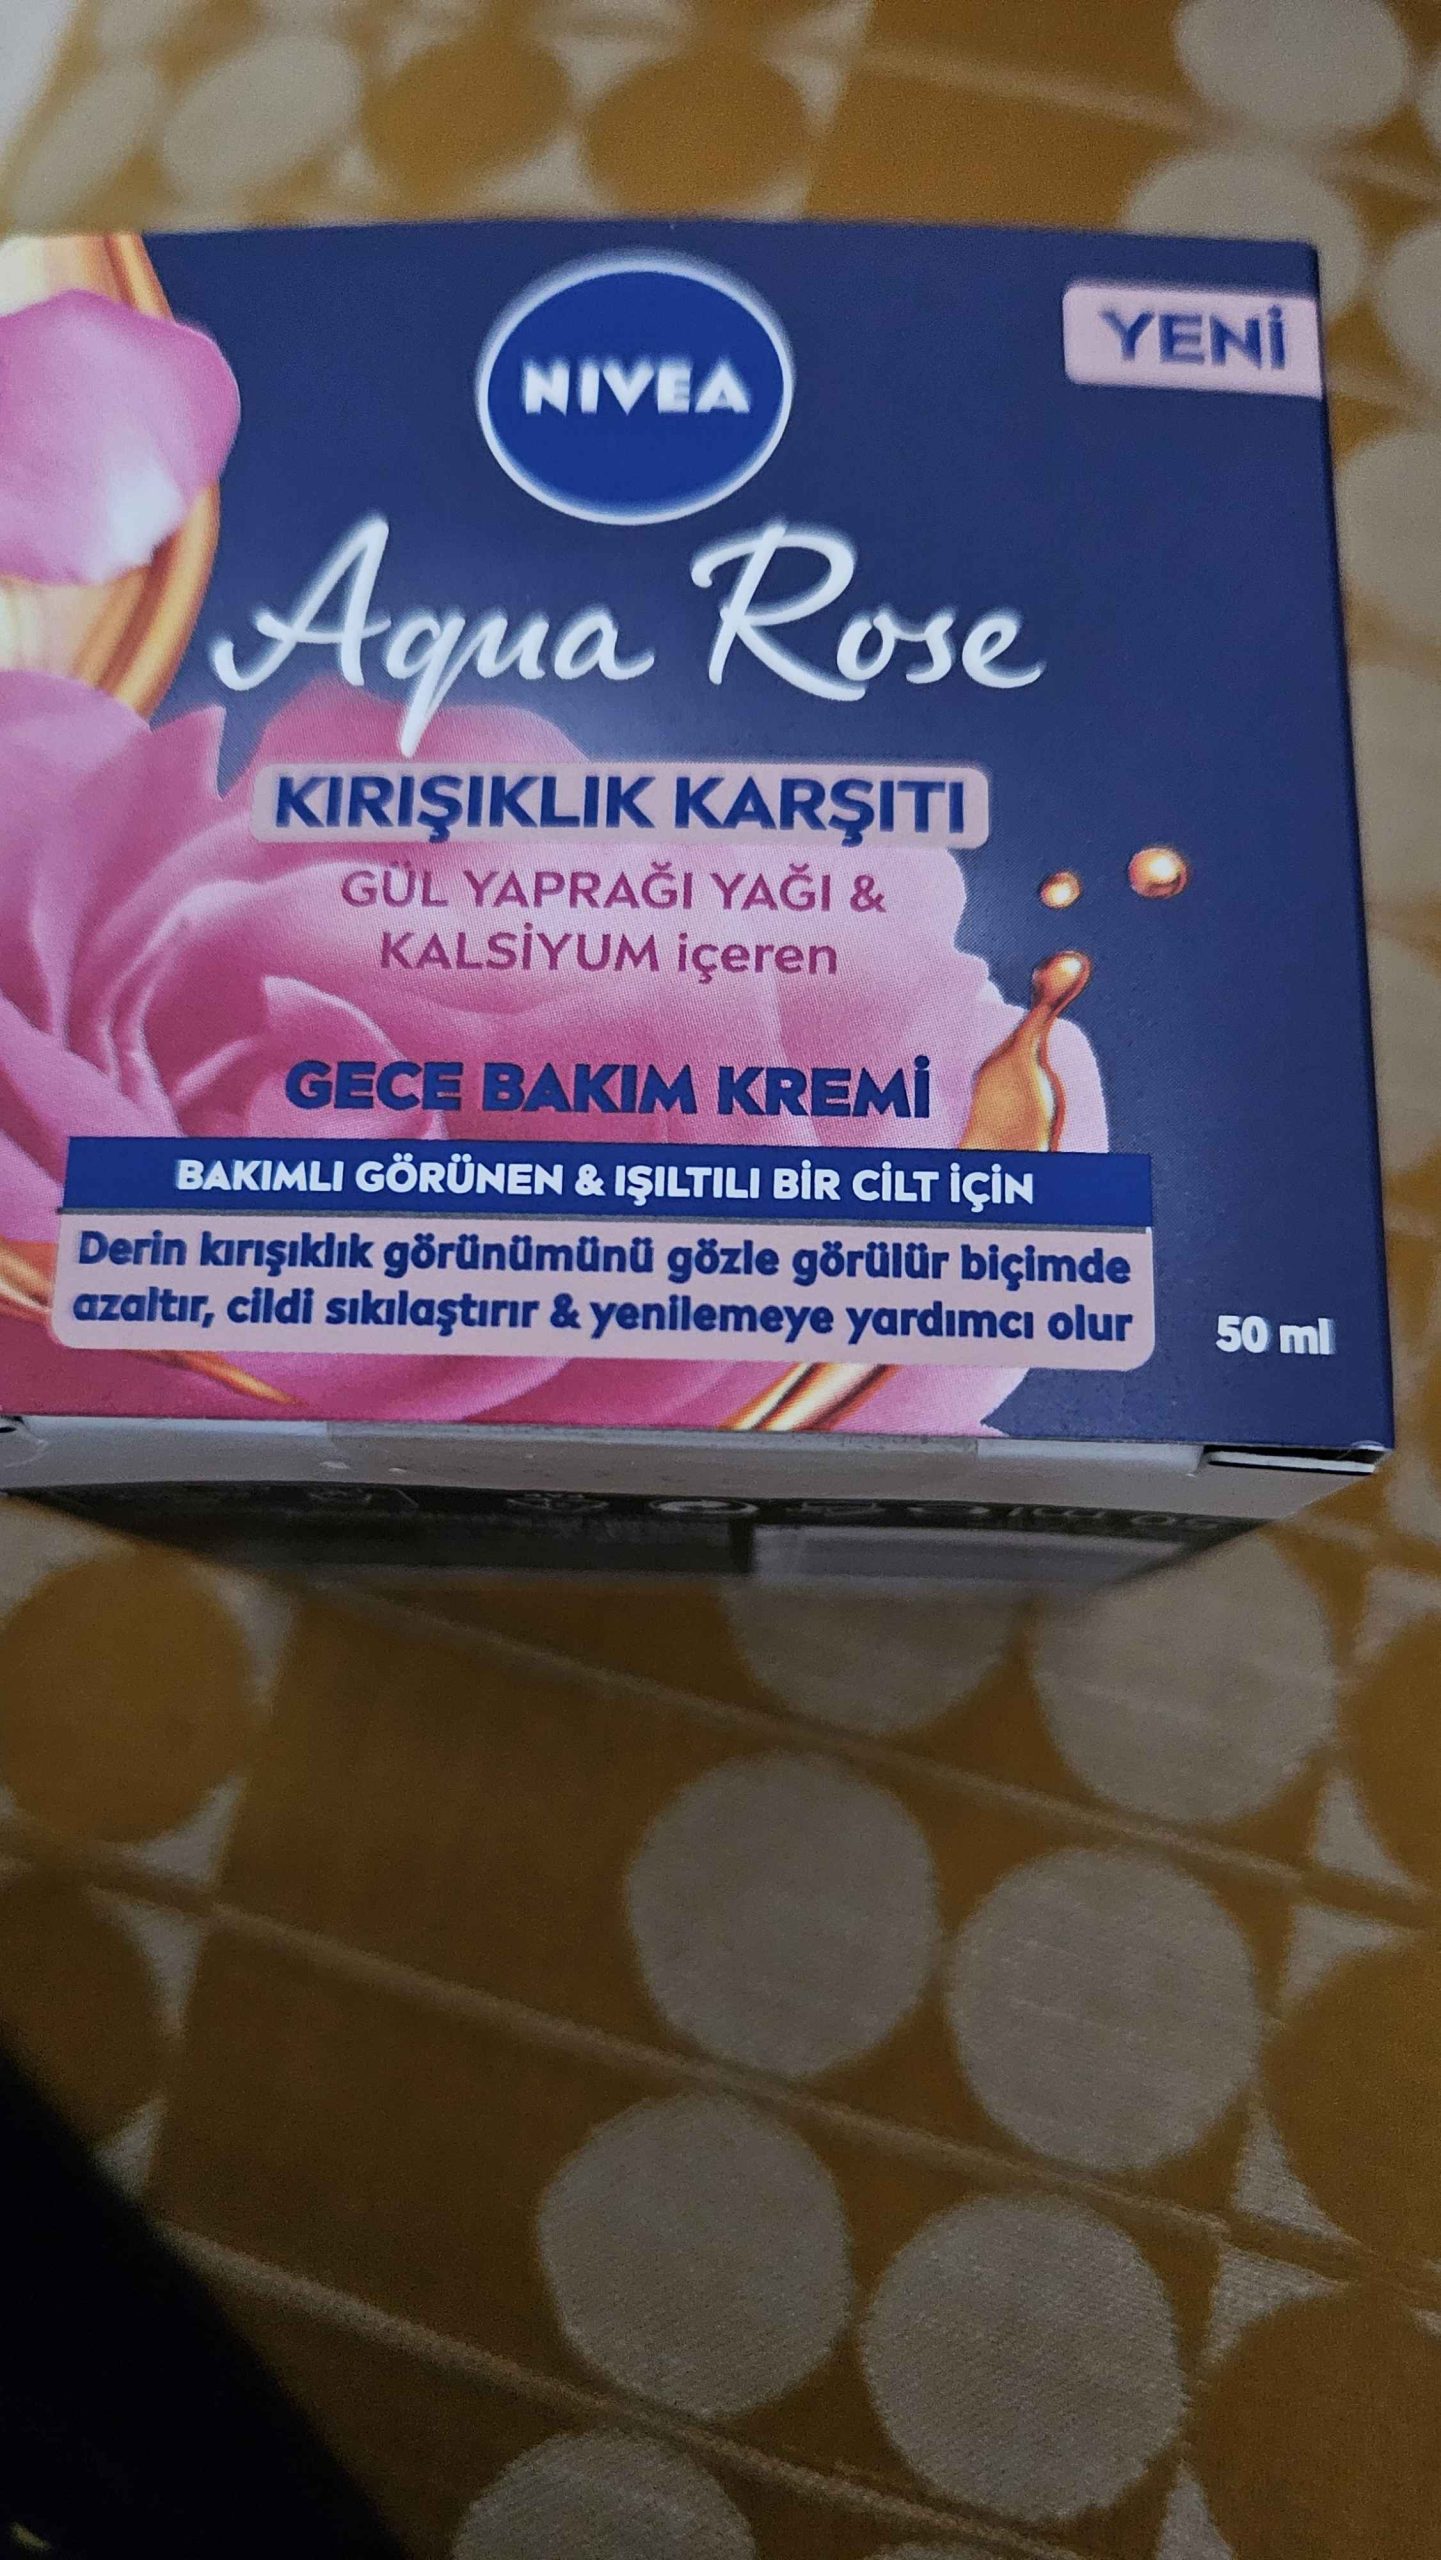 NIVEA
YENİ
Aqua Rose
KIRIŞIKLIK KARŞITI
GÜL YAPRAĞI YAĞI &
KALSİYUM içeren
GECE BAKIM KREMİ
BAKIMLI GÖRÜNEN & IŞILTILI BİR CİLT İÇİN
Derin kırışıklık görünümünü gözle görülür biçimde
azaltır, cildi sıkılaştırır & yenilemeye yardımcı olur
50 ml